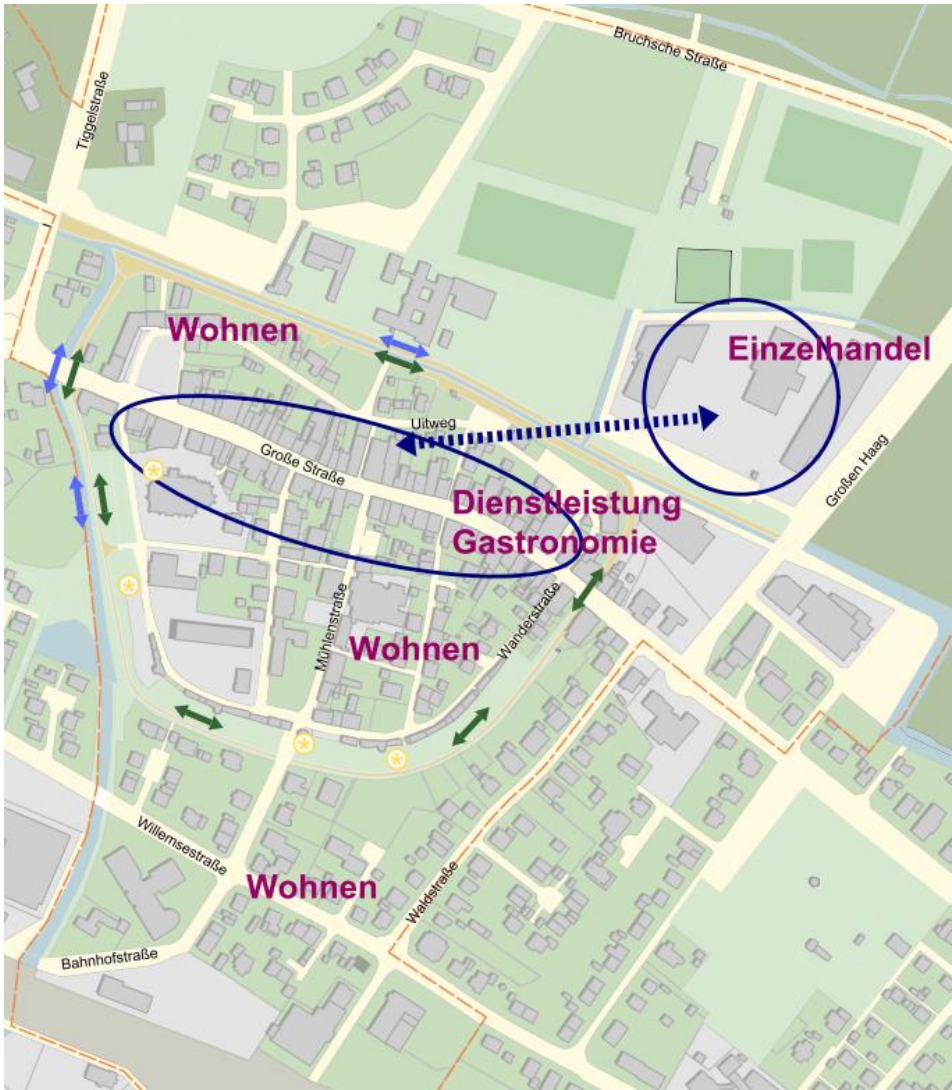 Bruchsche Straße
Tiggelstraße
Wohnen
Einzelhandel
Uitweg
Große Straße
Großen Haag
Dienstleistung
Gastronomie
Wanderstraße
Mühlenstraße
Wohnen
Willemsestraße
Wohnen
Waldstraße
Bahnhofstraße